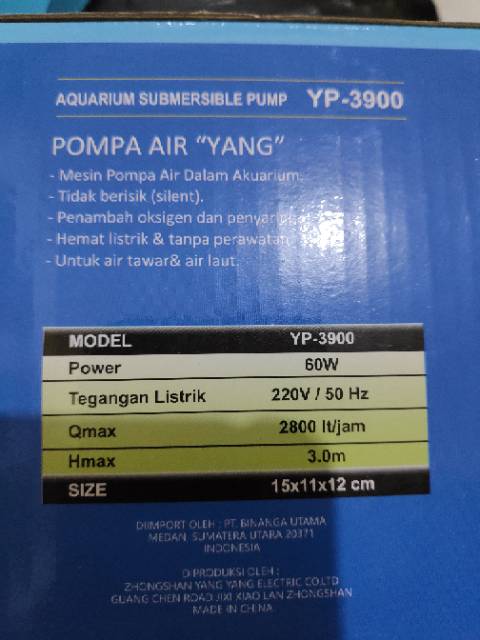 AQUARIUM SUBMERSIBLE PUMP YP-3900
POMPA AIR "YANG"
- Mesin Pompa Air Dalam Akuarium.
- Tidak berisik (silent).
- Penambah oksigen dan penyaring
- Hemat listrik & tanpa perawatan
- Untuk air tawar& air laut.
MODEL YP-3900
Power 60W
Tegangan Listrik 220V / 50 Hz
Qmax 2800 lt/jam
Hmax 3.0m
SIZE 15x11x12 cm
DIIMPORT OLEH : PT. BINANGA UTAMA
MEDAN SUMATERA UTARA 20371
INDONESIA
DIPRODUKSI OLEH :
ZHONGSHAN YANG YANG ELECTRIC CO.LTD
GUANG CHEN ROAD JIXI XIAO LAN ZHONGSHAN
MADE IN CHINA